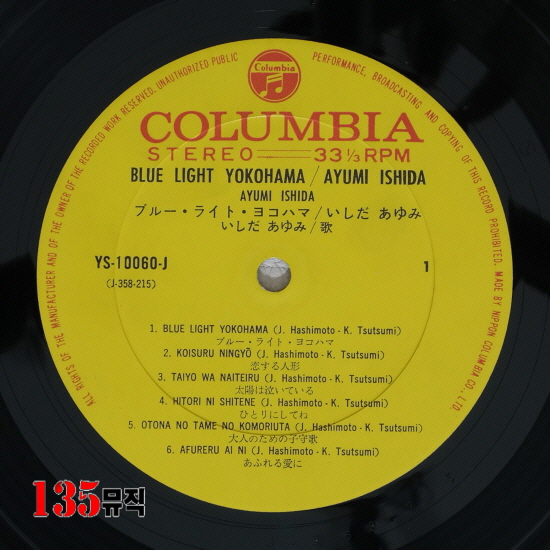 ALL RIGHTS OF THE MANUFACTURER AND OF THE OWNER OF THE RECORDED WORK RESERVED. UNAUTHORIZED PUBLIC PERFORMANCE, BROADCASTING AND COPYING OF THIS RECORD PROHIBITED. MADE BY NIPPON COLUMBIA CO., LTD.
Columbia
COLUMBIA
STEREO 33 1/3 RPM
BLUE LIGHT YOKOHAMA / AYUMI ISHIDA
AYUMI ISHIDA
ブルー・ライト・ヨコハマ/いしだ あゆみ
いしだ あゆみ/歌
YS-10060-J
(J-358-215)
1
1. BLUE LIGHT YOKOHAMA (J. Hashimoto - K. Tsutsumi)
ブルー・ライト・ヨコハマ
2. KOISURU NINGYŌ (J. Hashimoto - K. Tsutsumi)
恋する人形
3. TAIYO WA NAITEIRU (J. Hashimoto - K. Tsutsumi)
太陽は泣いている
4. HITORI NI SHITENE (J. Hashimoto - K. Tsutsumi)
ひとりにしてね
5. OTONA NO TAME NO KOMORIUTA (J. Hashimoto - K. Tsutsumi)
大人のための子守歌
6. AFURERU AI NI (J. Hashimoto - K. Tsutsumi)
あふれる愛に
135뮤직